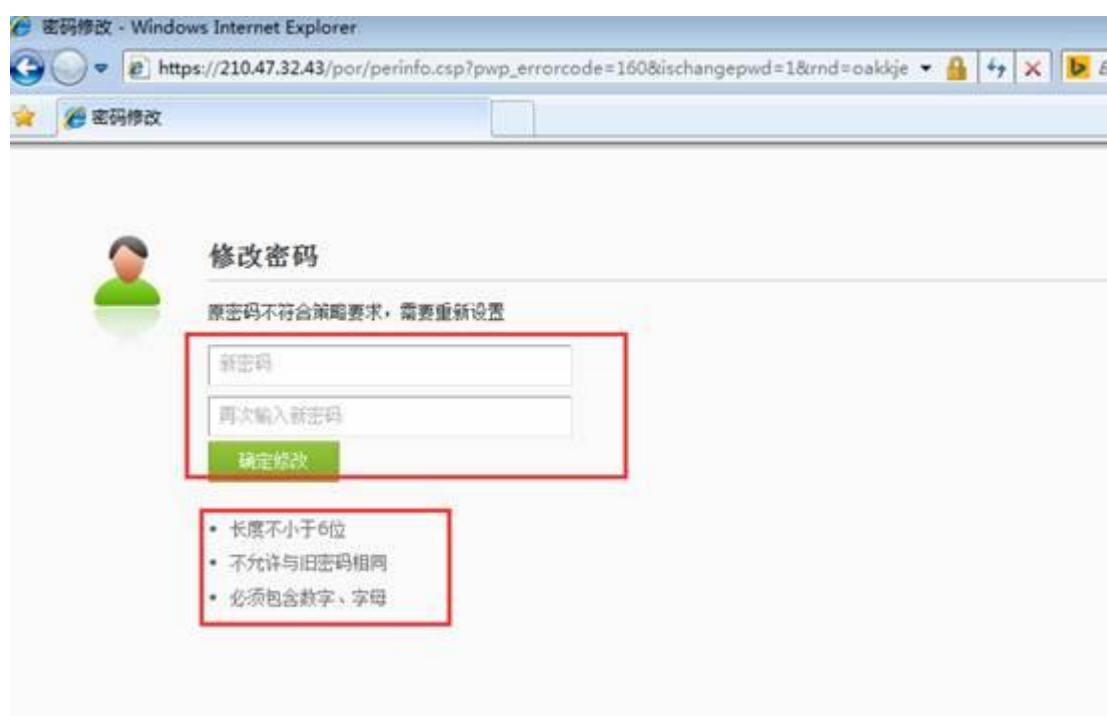 密码修改 - Windows Internet Explorer
https://210.47.32.43/por/perinfo.csp?pwp_errorcode=160&ischangepwd=1&rnd=oakkje
密码修改
修改密码
原密码不符合策略要求，需要重新设置
新密码
再次输入新密码
确定修改
• 长度不小于6位
• 不允许与旧密码相同
• 必须包含数字、字母